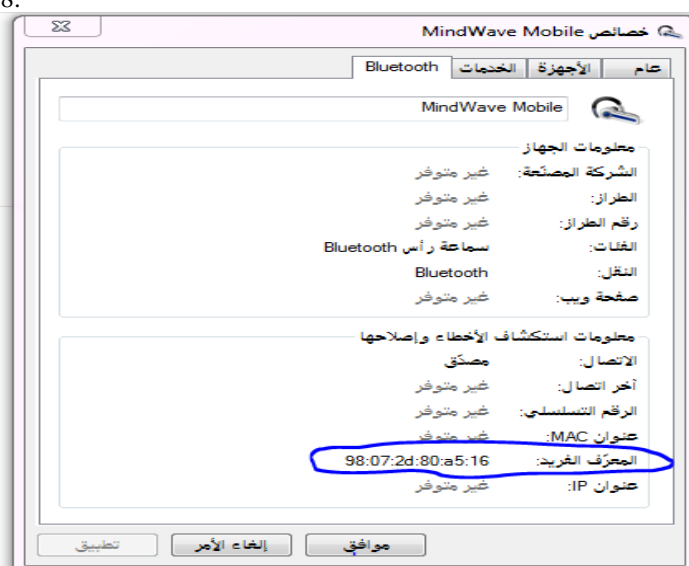 8.
خصائص MindWave Mobile
عام الأجهزة الخدمات Bluetooth
MindWave Mobile
معلومات الجهاز
الشركة المصنّعة: غير متوفر
الطراز: غير متوفر
رقم الطراز: غير متوفر
الفئات: سماعة رأس Bluetooth
النقل: Bluetooth
صفحة ويب: غير متوفر
معلومات استكشاف الأخطاء وإصلاحها
الاتصال: مصدّق
آخر اتصال: غير متوفر
الرقم التسلسلي: غير متوفر
عنوان MAC: غير متوفر
المعرّف الفريد: 98:07:2d:80:a5:16
عنوان IP: غير متوفر
موافق إلغاء الأمر تطبيق